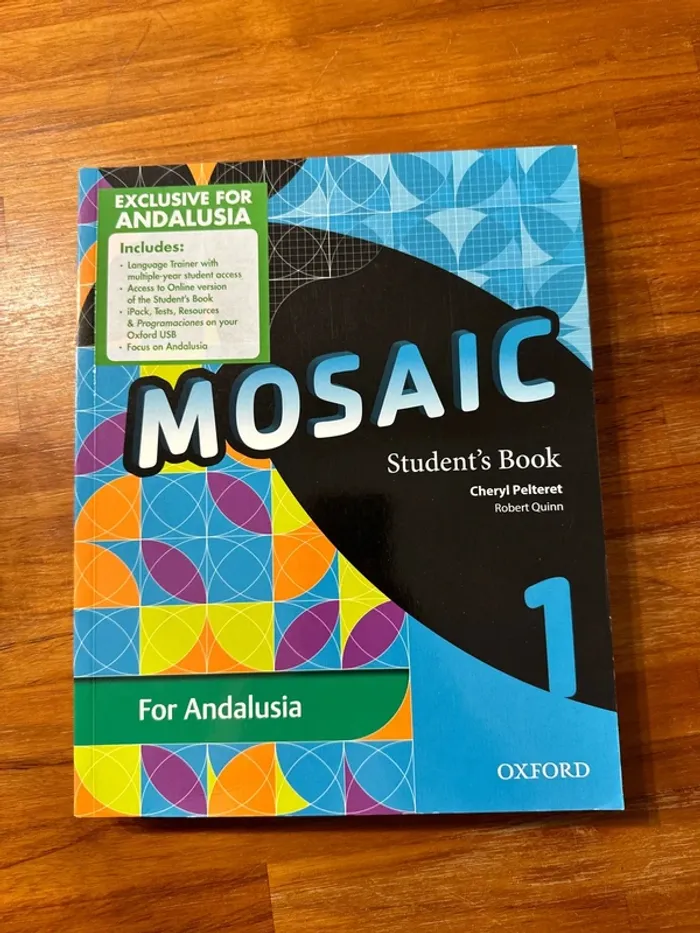 EXCLUSIVE FOR
ANDALUSIA
Includes:
• Language Trainer with
multiple-year student access
• Access to Online version
of the Student's Book
• iPack, Tests, Resources
& Programaciones on your
Oxford USB
• Focus on Andalusia
MOSAIC
Student's Book
Cheryl Pelteret
Robert Quinn
1
For Andalusia
OXFORD